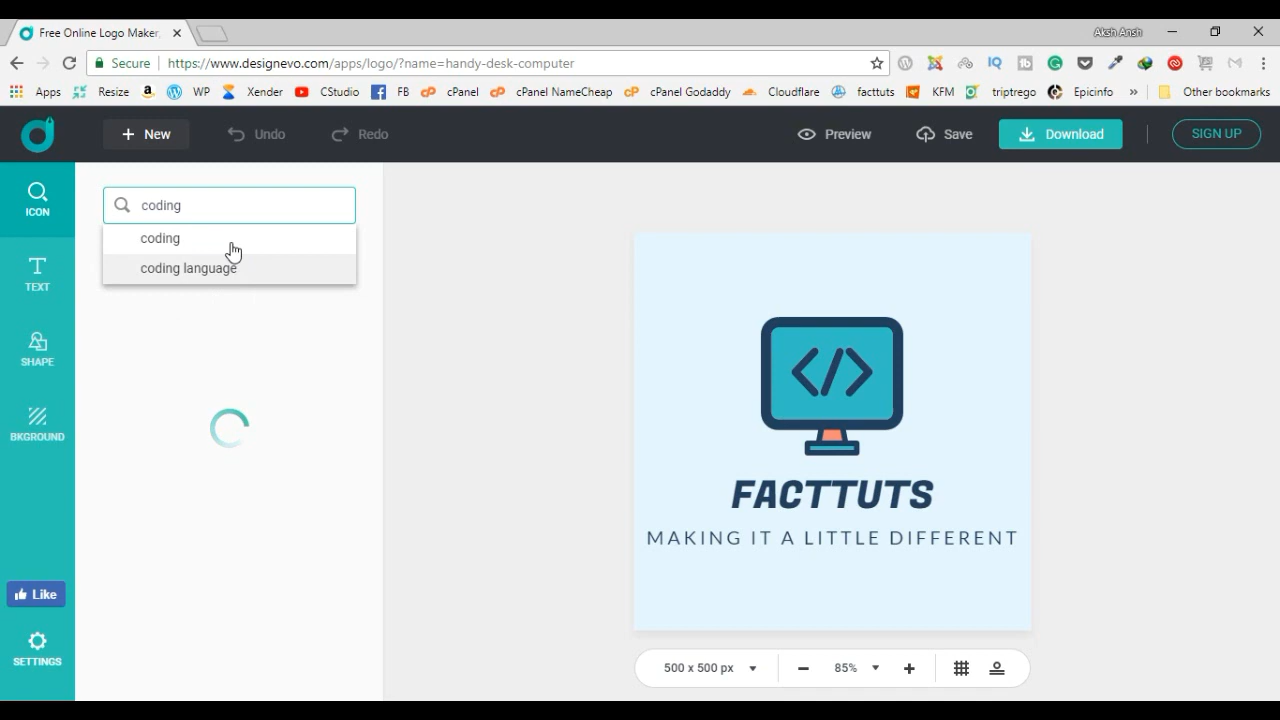 Free Online Logo Maker,
Aksh Ansh
Secure
https://www.designevo.com/apps/logo/?name=handy-desk-computer
Apps Resize WP Xender CStudio FB cPanel cPanel NameCheap cPanel Godaddy Cloudflare facttuts KFM triptrego Epicinfo » Other bookmarks
New Undo Redo Preview Save Download SIGN UP
ICON
TEXT
SHAPE
BKGROUND
Like
SETTINGS
coding
coding
coding language
</>
FACTTUTS
MAKING IT A LITTLE DIFFERENT
500 x 500 px 85%